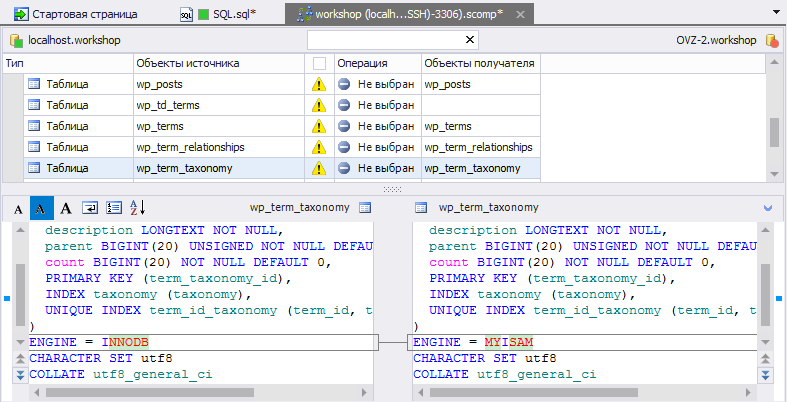 Стартовая страница SQL.sql* workshop (localh...SSH)-3306).scomp*
localhost.workshop OVZ-2.workshop
Тип Объекты источника Операция Объекты получателя
Таблица wp_posts Не выбран wp_posts
Таблица wp_td_terms Не выбран
Таблица wp_terms Не выбран wp_terms
Таблица wp_term_relationships Не выбран wp_term_relationships
Таблица wp_term_taxonomy Не выбран wp_term_taxonomy
A A A AZ wp_term_taxonomy wp_term_taxonomy
description LONGTEXT NOT NULL,
parent BIGINT(20) UNSIGNED NOT NULL DEFAU
count BIGINT(20) NOT NULL DEFAULT 0,
PRIMARY KEY (term_taxonomy_id),
INDEX taxonomy (taxonomy),
UNIQUE INDEX term_id_taxonomy (term_id, t
)
ENGINE = INNODB
CHARACTER SET utf8
COLLATE utf8_general_ci
description LONGTEXT NOT NULL,
parent BIGINT(20) UNSIGNED NOT NULL DEFAU
count BIGINT(20) NOT NULL DEFAULT 0,
PRIMARY KEY (term_taxonomy_id),
INDEX taxonomy (taxonomy),
UNIQUE INDEX term_id_taxonomy (term_id, t
)
ENGINE = MYISAM
CHARACTER SET utf8
COLLATE utf8_general_ci